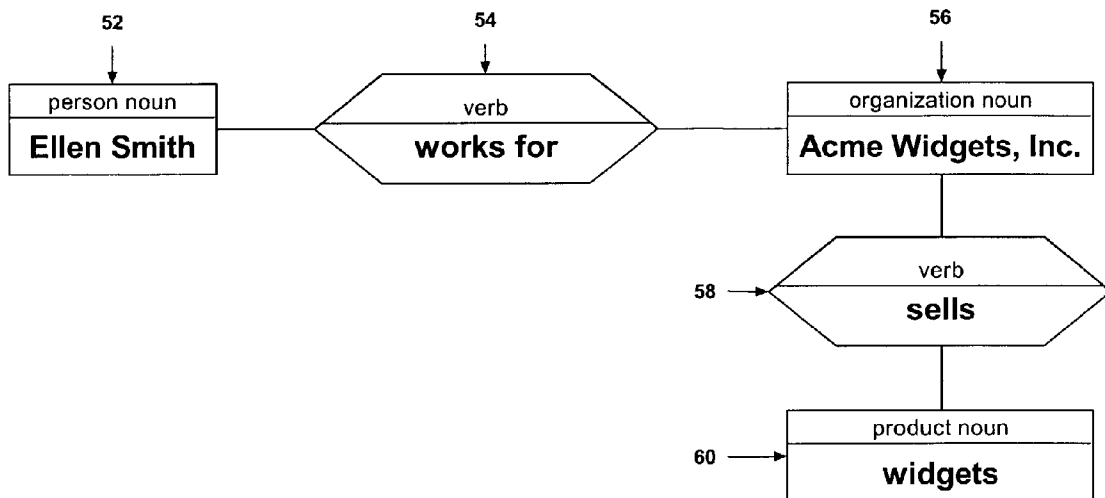 52
54
56
person noun
Ellen Smith
verb
works for
organization noun
Acme Widgets, Inc.
58
verb
sells
60
product noun
widgets